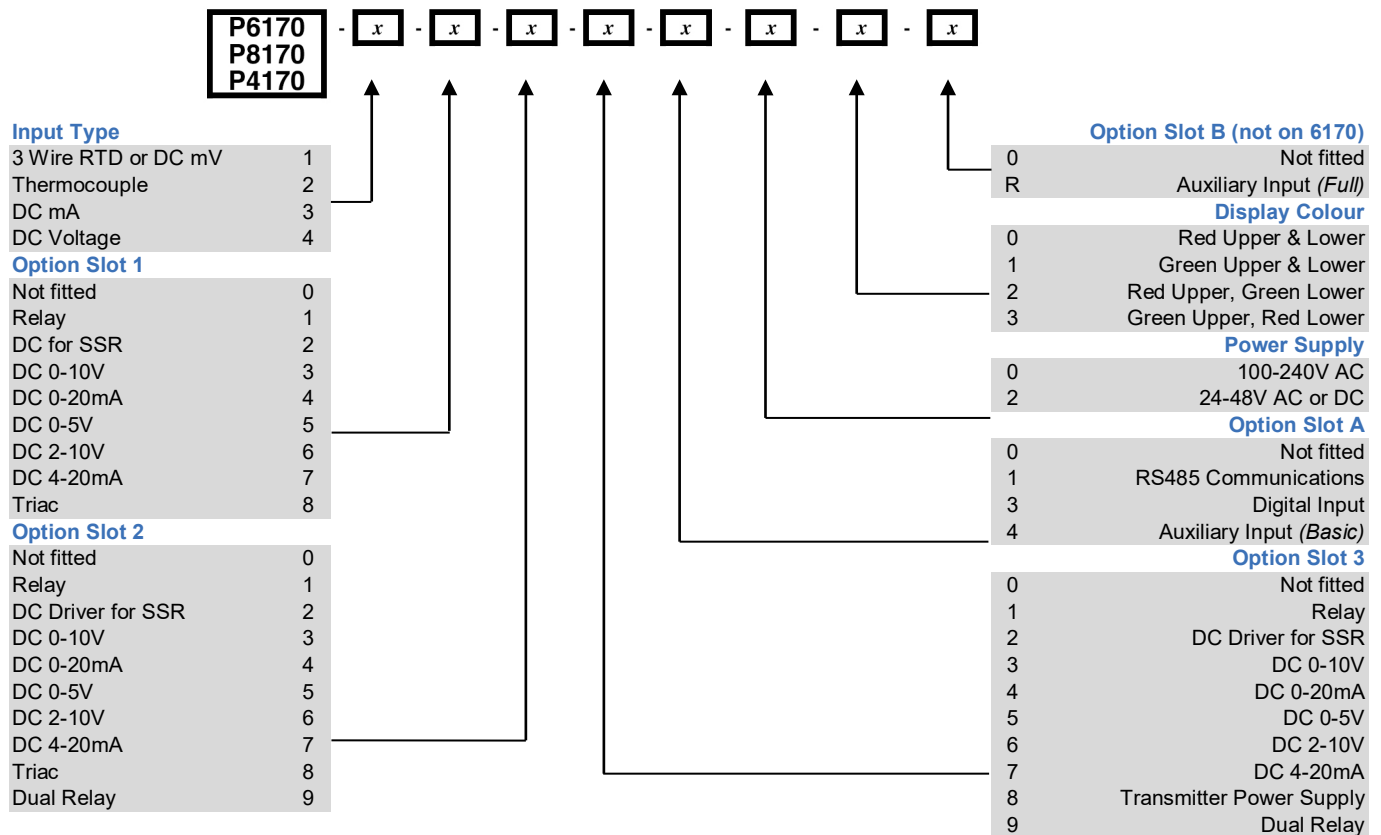 P6170 - x - x - x - x - x - x - x - x
P8170
P4170
Input Type
3 Wire RTD or DC mV 1
Thermocouple 2
DC mA 3
DC Voltage 4
Option Slot 1
Not fitted 0
Relay 1
DC for SSR 2
DC 0-10V 3
DC 0-20mA 4
DC 0-5V 5
DC 2-10V 6
DC 4-20mA 7
Triac 8
Option Slot 2
Not fitted 0
Relay 1
DC Driver for SSR 2
DC 0-10V 3
DC 0-20mA 4
DC 0-5V 5
DC 2-10V 6
DC 4-20mA 7
Triac 8
Dual Relay 9
Option Slot B (not on 6170)
0 Not fitted
R Auxiliary Input (Full)
Display Colour
0 Red Upper & Lower
1 Green Upper & Lower
2 Red Upper, Green Lower
3 Green Upper, Red Lower
Power Supply
0 100-240V AC
2 24-48V AC or DC
Option Slot A
0 Not fitted
1 RS485 Communications
3 Digital Input
4 Auxiliary Input (Basic)
Option Slot 3
0 Not fitted
1 Relay
2 DC Driver for SSR
3 DC 0-10V
4 DC 0-20mA
5 DC 0-5V
6 DC 2-10V
7 DC 4-20mA
8 Transmitter Power Supply
9 Dual Relay